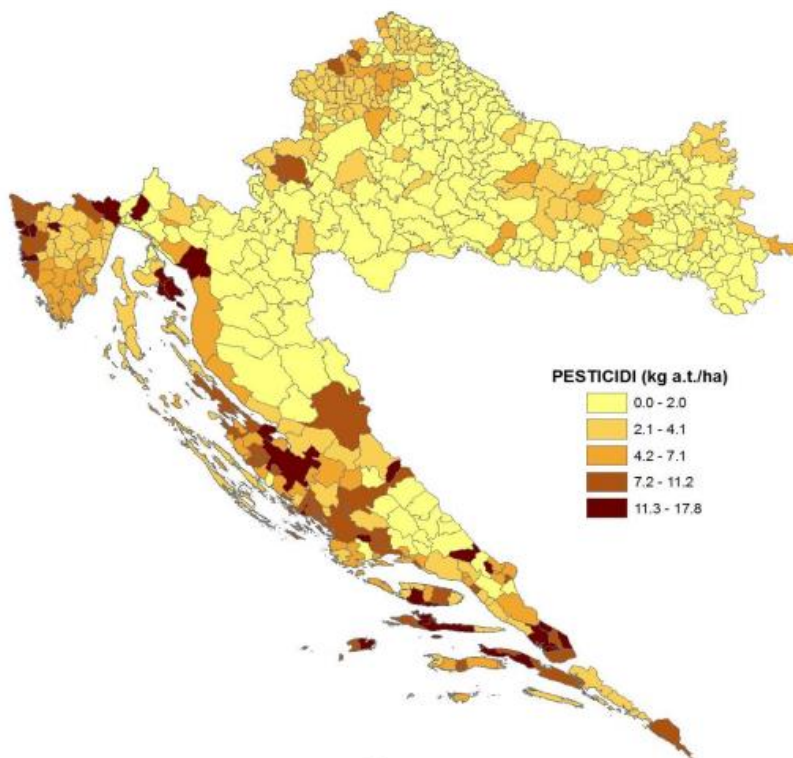 PESTICIDI (kg a.t./ha)
0.0 - 2.0
2.1 - 4.1
4.2 - 7.1
7.2 - 11.2
11.3 - 17.8